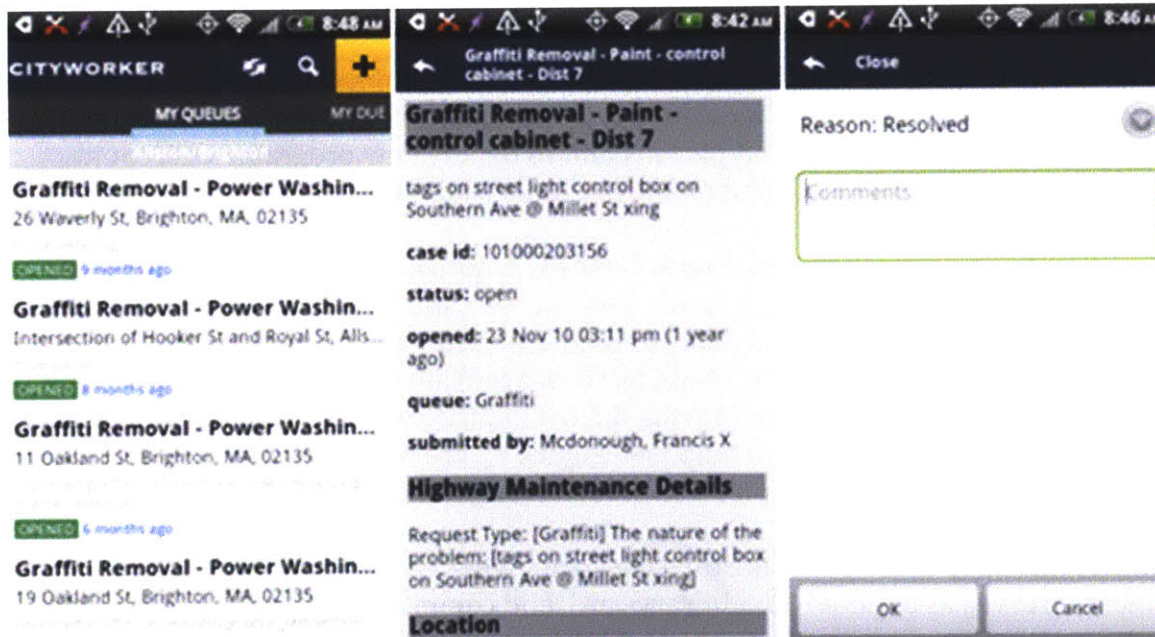 8:48 AM
CITYWORKER
MY QUEUES
MY DUE
Graffiti Removal - Power Washin...
26 Waverly St, Brighton, MA, 02135
OPENED 9 months ago
Graffiti Removal - Power Washin...
Intersection of Hooker St and Royal St, Alls...
OPENED 8 months ago
Graffiti Removal - Power Washin...
11 Oakland St, Brighton, MA, 02135
OPENED 6 months ago
Graffiti Removal - Power Washin...
19 Oakland St, Brighton, MA, 02135
8:42 AM
Graffiti Removal - Paint - control
cabinet - Dist 7
Graffiti Removal - Paint -
control cabinet - Dist 7
tags on street light control box on
Southern Ave @ Millet St xing
case id: 101000203156
status: open
opened: 23 Nov 10 03:11 pm (1 year
ago)
queue: Graffiti
submitted by: Mcdonough, Francis X
Highway Maintenance Details
Request Type: [Graffiti] The nature of the
problem: [tags on street light control box
on Southern Ave @ Millet St xing]
Location
8:46 AM
Close
Reason: Resolved
Comments
OK
Cancel